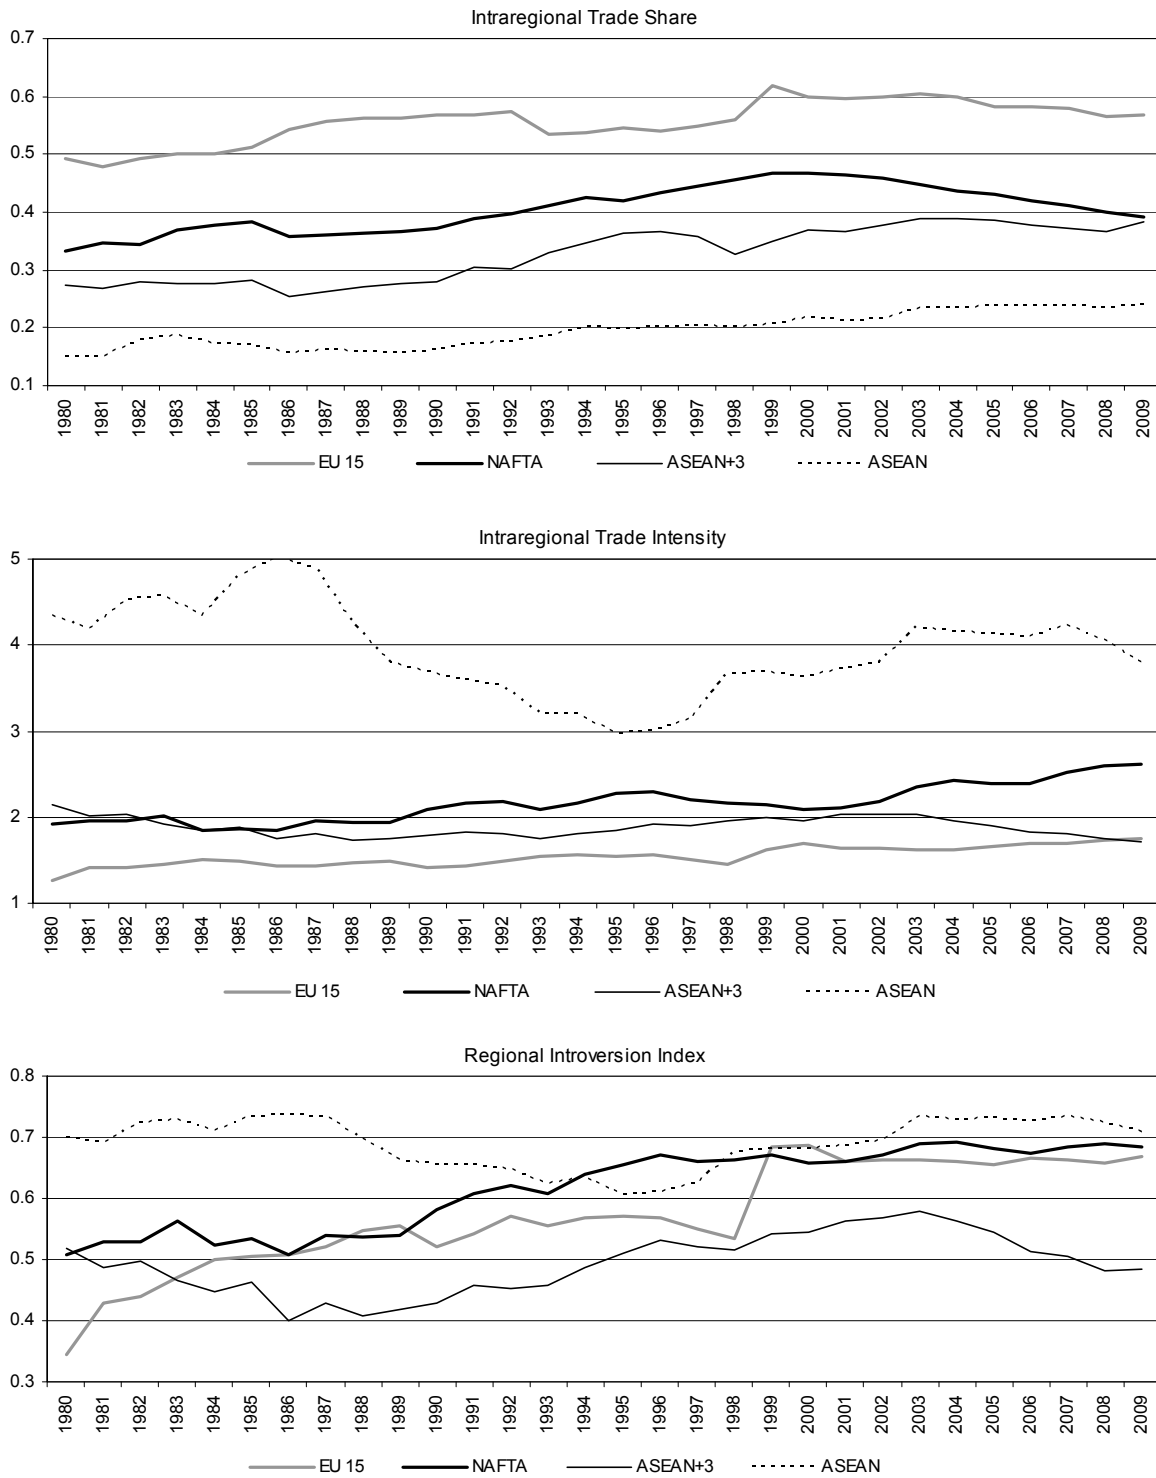 Intraregional Trade Share
0.7
0.6
0.5
0.4
0.3
0.2
0.1
1980 1981 1982 1983 1984 1985 1986 1987 1988 1989 1990 1991 1992 1993 1994 1995 1996 1997 1998 1999 2000 2001 2002 2003 2004 2005 2006 2007 2008 2009
EU 15 NAFTA ASEAN+3 ASEAN
Intraregional Trade Intensity
5
4
3
2
1
1980 1981 1982 1983 1984 1985 1986 1987 1988 1989 1990 1991 1992 1993 1994 1995 1996 1997 1998 1999 2000 2001 2002 2003 2004 2005 2006 2007 2008 2009
EU 15 NAFTA ASEAN+3 ASEAN
Regional Introversion Index
0.8
0.7
0.6
0.5
0.4
0.3
1980 1981 1982 1983 1984 1985 1986 1987 1988 1989 1990 1991 1992 1993 1994 1995 1996 1997 1998 1999 2000 2001 2002 2003 2004 2005 2006 2007 2008 2009
EU 15 NAFTA ASEAN+3 ASEAN